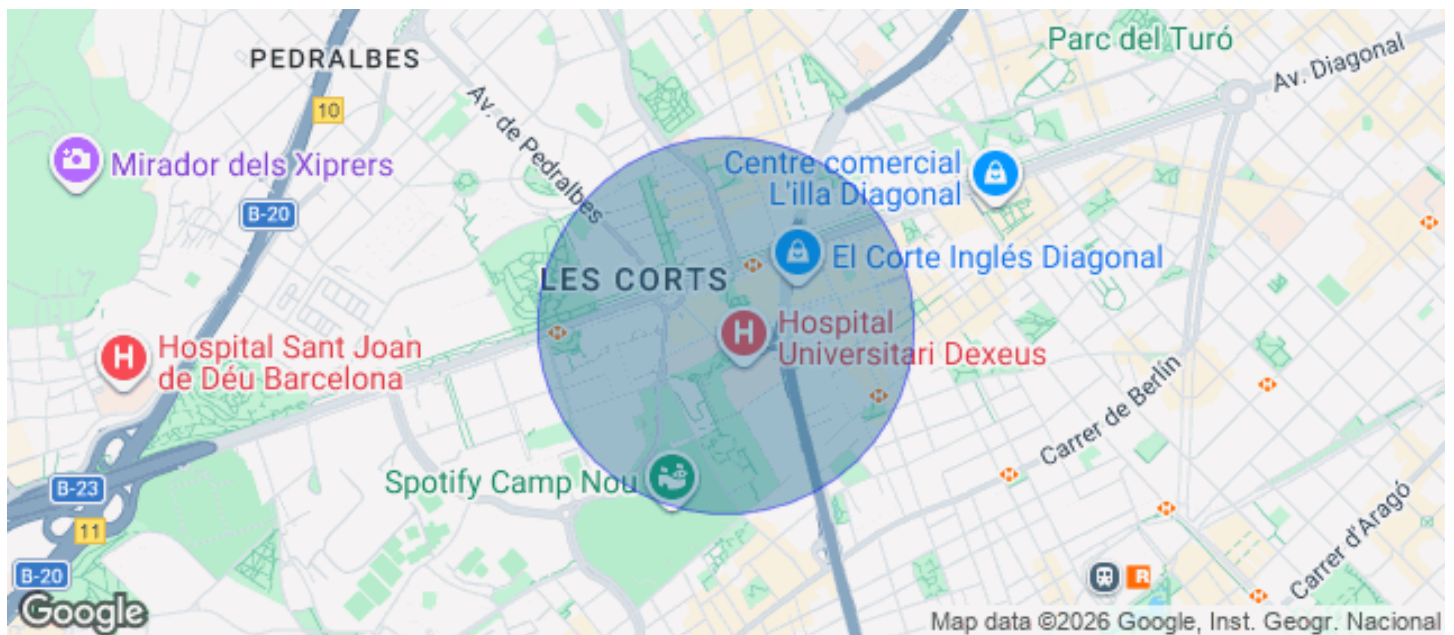 Parc del Turó
Av. Diagonal
PEDRALBES
10
Av. de Pedralbes
Mirador dels Xiprers
Centre comercial
L'illa Diagonal
B-20
El Corte Inglés Diagonal
LES CORTS
H
Hospital
Universitari Dexeus
H
Hospital Sant Joan
de Déu Barcelona
Carrer de Berlín
Spotify Camp Nou
B-23
11
Carrer d'Aragó
B-20
R
Google
Map data ©2026 Google, Inst. Geogr. Nacional